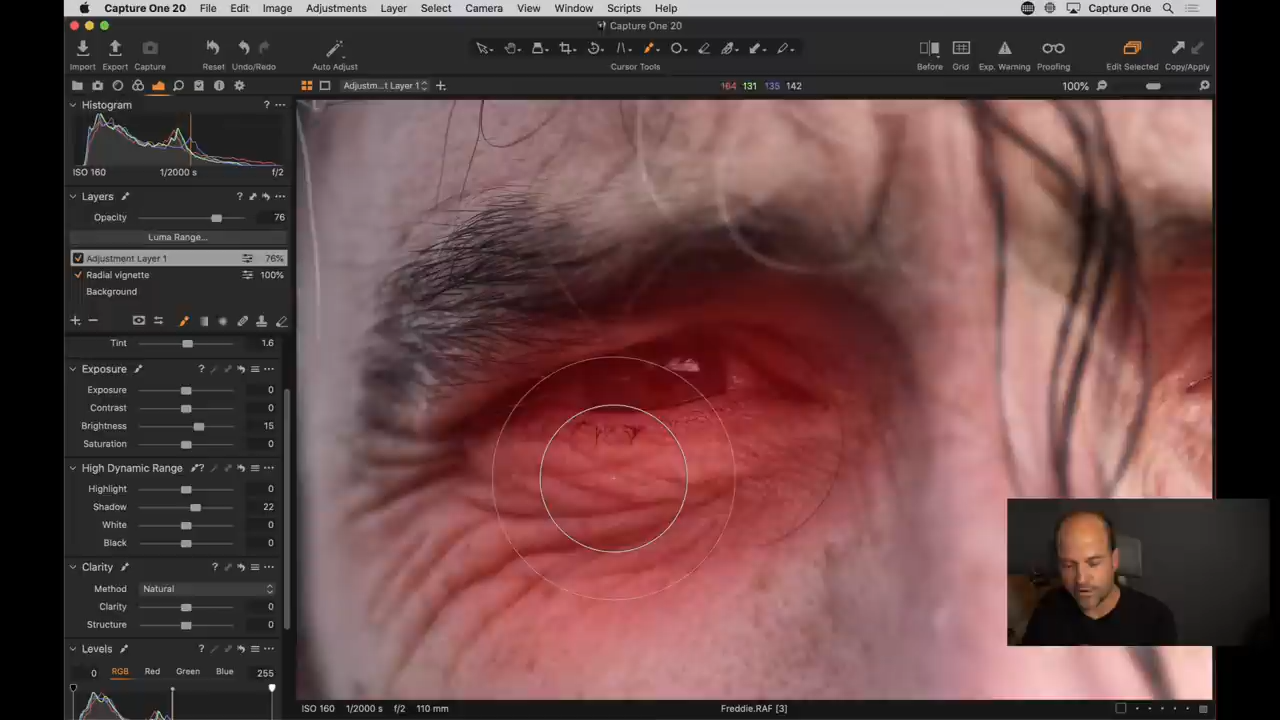 Capture One 20 File Edit Image Adjustments Layer Select Camera View Window Scripts Help Capture One
Capture One 20
Import Export Capture Reset Undo/Redo Auto Adjust Cursor Tools Before Grid Exp. Warning Proofing Edit Selected Copy/Apply
Adjustm...t Layer 1 164 131 135 142 100%
Histogram ? ...
ISO 160 1/2000 s f/2
Layers ? ...
Opacity 76
Luma Range...
Adjustment Layer 1 76%
Radial vignette 100%
Background
Tint 1.6
Exposure ? ...
Exposure 0
Contrast 0
Brightness 15
Saturation 0
High Dynamic Range ? ...
Highlight 0
Shadow 22
White 0
Black 0
Clarity ? ...
Method Natural
Clarity 0
Structure 0
Levels ? ...
0 RGB Red Green Blue 255
ISO 160 1/2000 s f/2 110 mm Freddie.RAF [3]